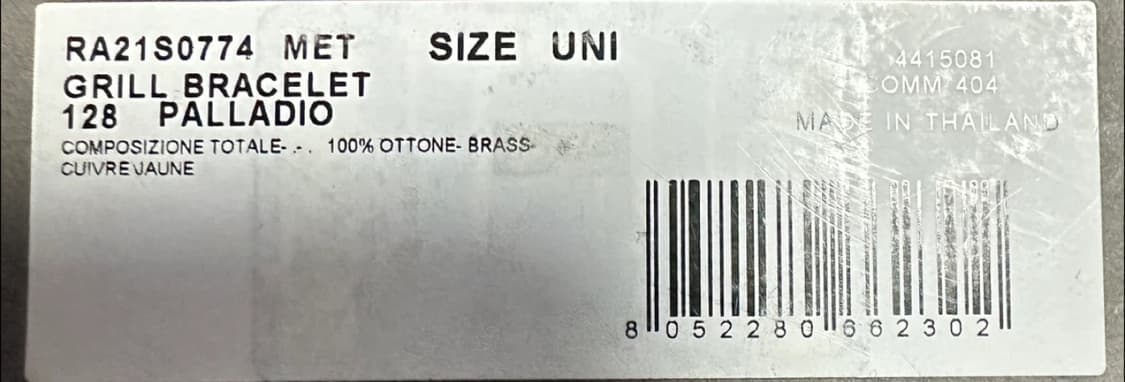 RA21S0774 MET SIZE UNI
GRILL BRACELET
128 PALLADIO
COMPOSIZIONE TOTALE- .- . 100% OTTONE- BRASS-
CUIVRE JAUNE
4415081
COMM 404
MADE IN THAILAND
8 052280 662302